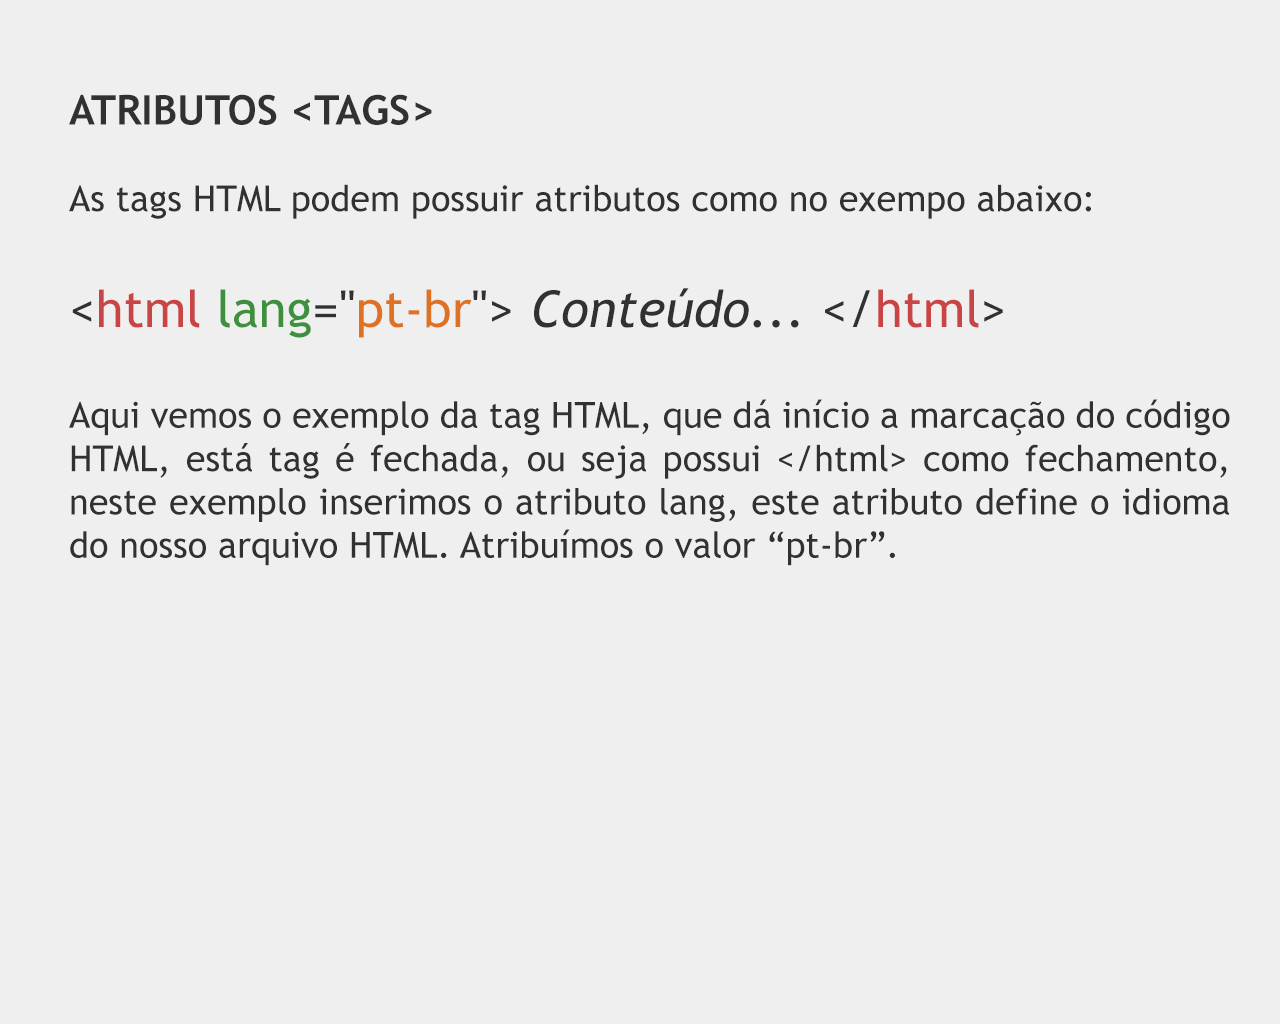 ATRIBUTOS <TAGS>
As tags HTML podem possuir atributos como no exempo abaixo:
<html lang="pt-br"> Conteúdo... </html>
Aqui vemos o exemplo da tag HTML, que dá início a marcação do código
HTML, está tag é fechada, ou seja possui </html> como fechamento,
neste exemplo inserimos o atributo lang, este atributo define o idioma
do nosso arquivo HTML. Atribuímos o valor “pt-br”.